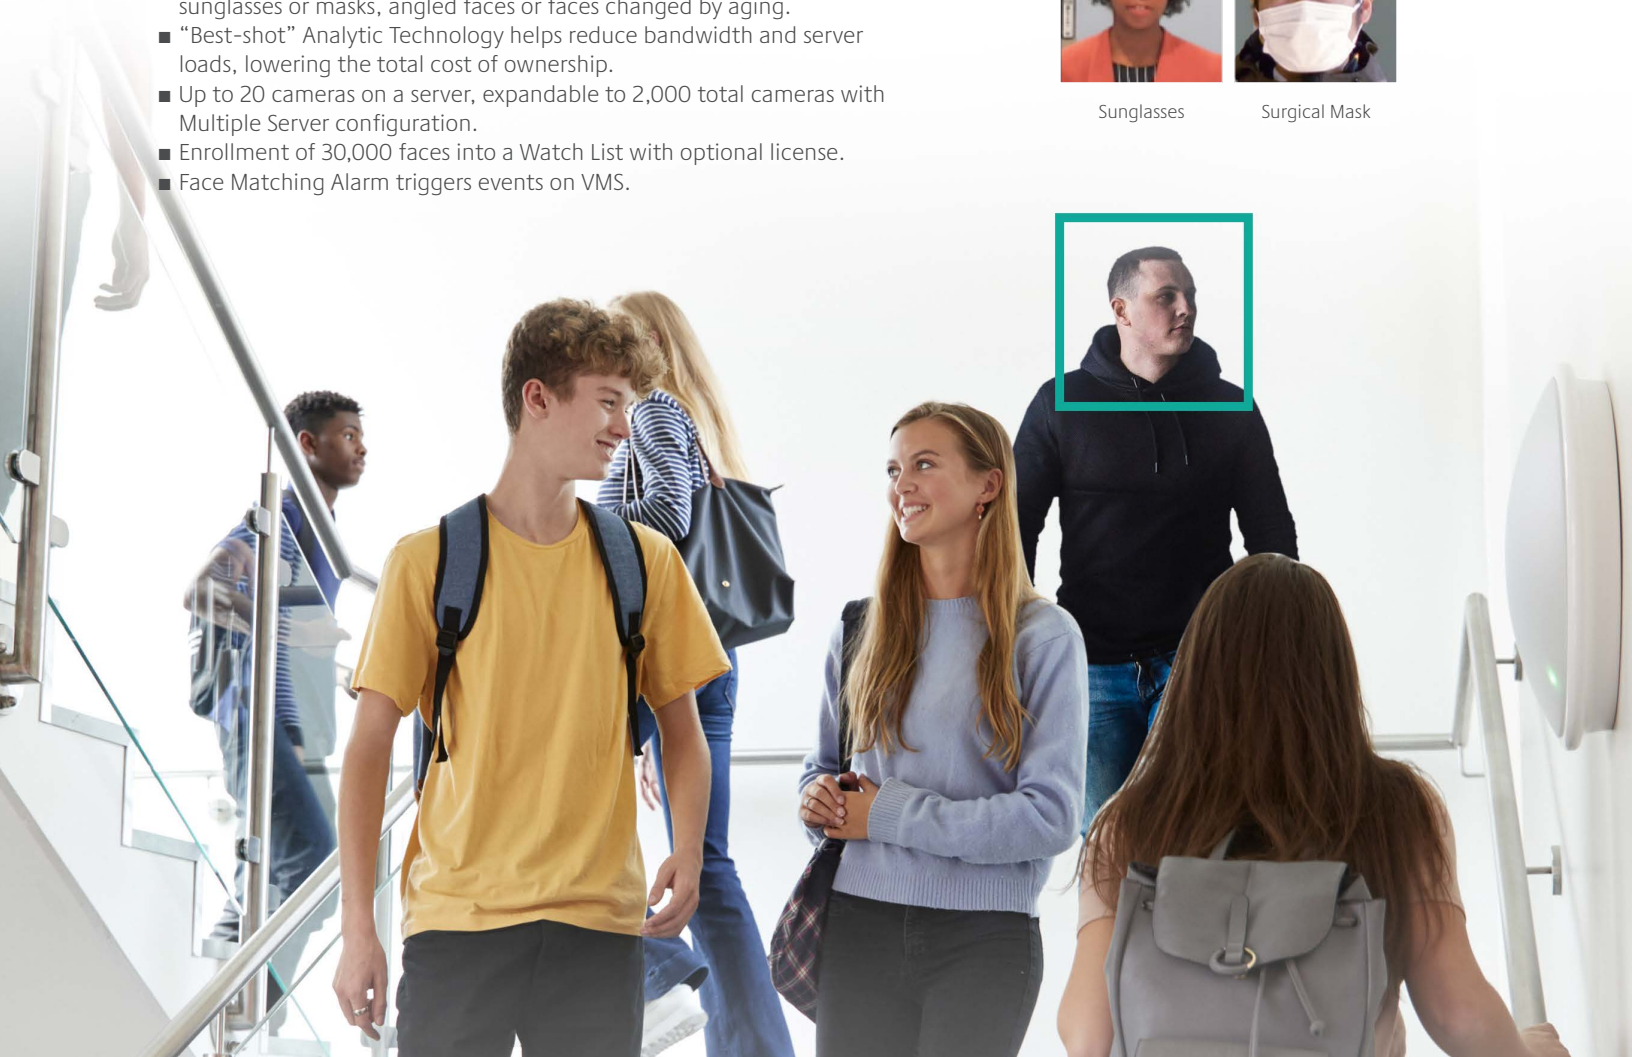 sunglasses or masks, angled faces or faces changed by aging.
■ “Best-shot” Analytic Technology helps reduce bandwidth and server
loads, lowering the total cost of ownership.
■ Up to 20 cameras on a server, expandable to 2,000 total cameras with
Multiple Server configuration.
■ Enrollment of 30,000 faces into a Watch List with optional license.
■ Face Matching Alarm triggers events on VMS.
Sunglasses
Surgical Mask